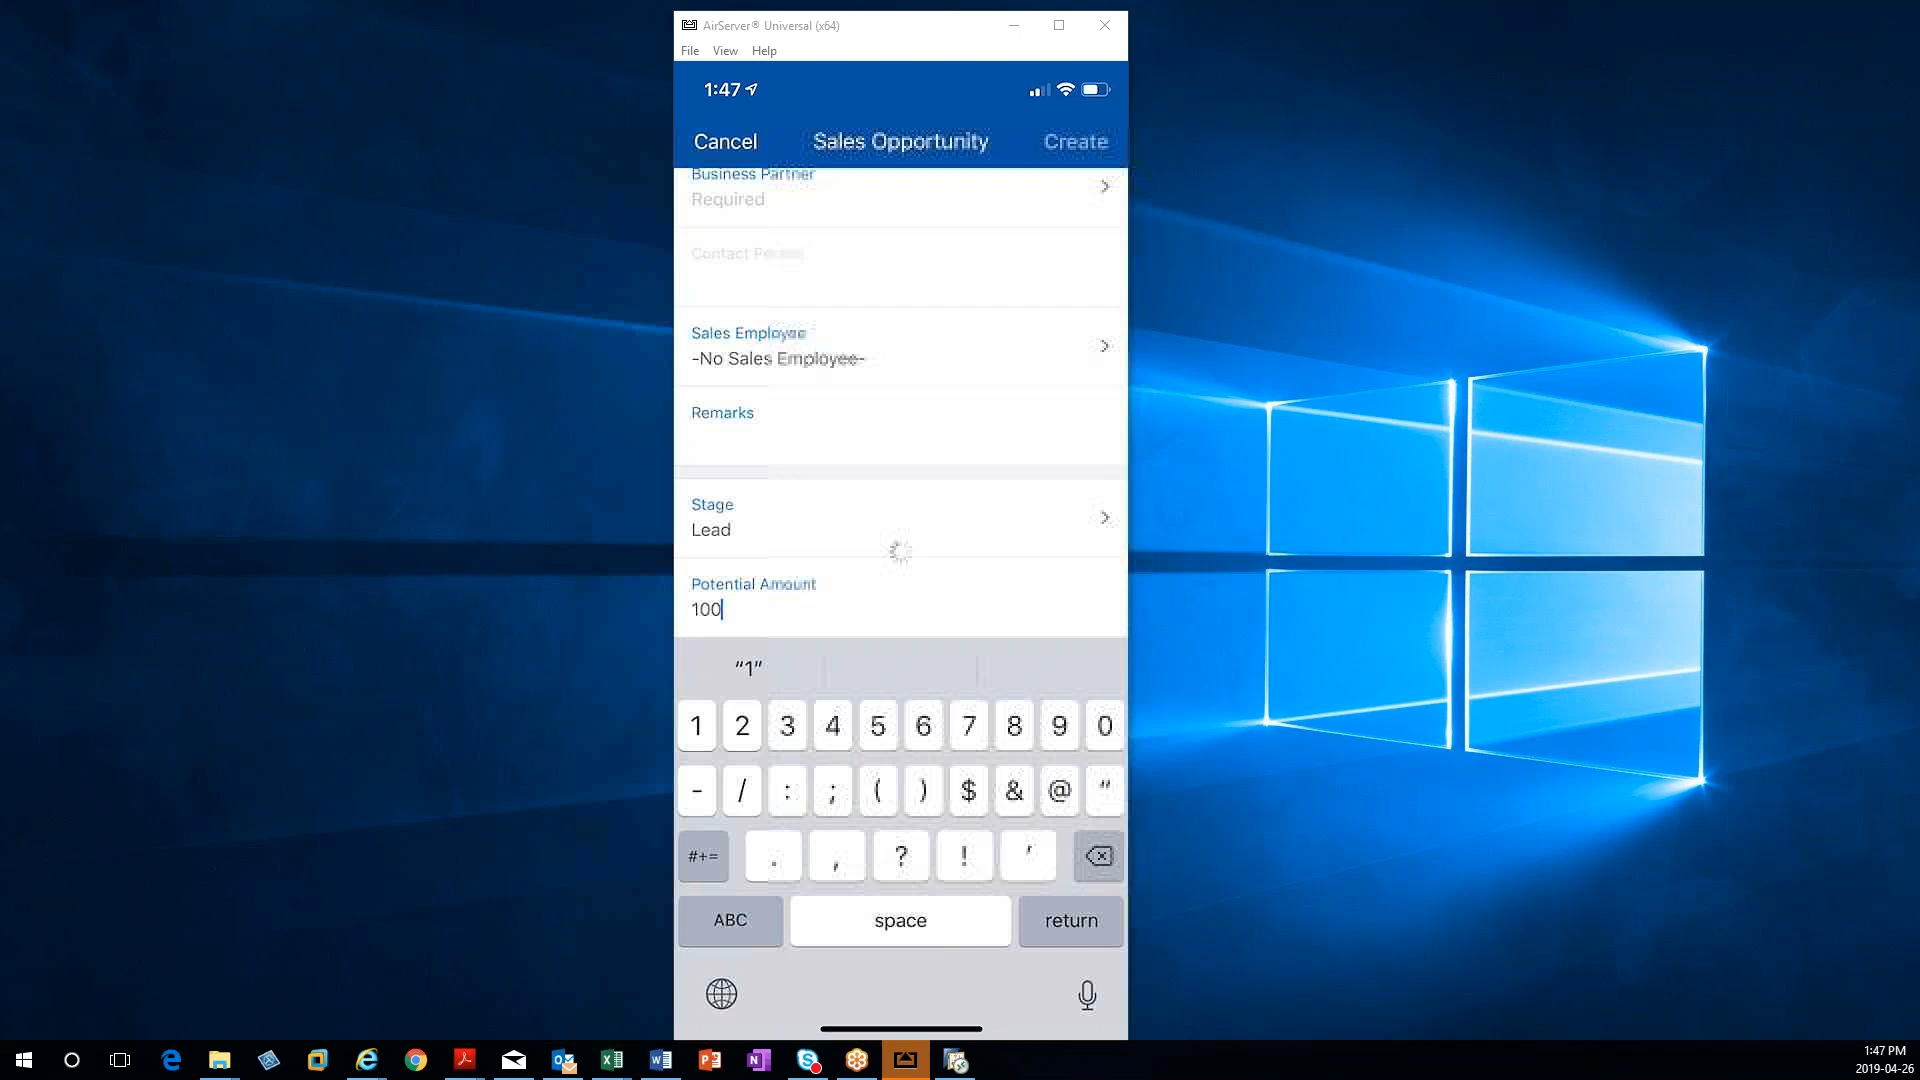 AirServer® Universal (x64)
File View Help
1:47
Cancel Sales Opportunity Create
Business Partner
Required
Contact Person
Sales Employee
-No Sales Employee-
Remarks
Stage
Lead
Potential Amount
100
“1”
1 2 3 4 5 6 7 8 9 0
- / : ; ( ) $ & @ "
#+= . , ? ! '
ABC space return
1:47 PM
2019-04-26